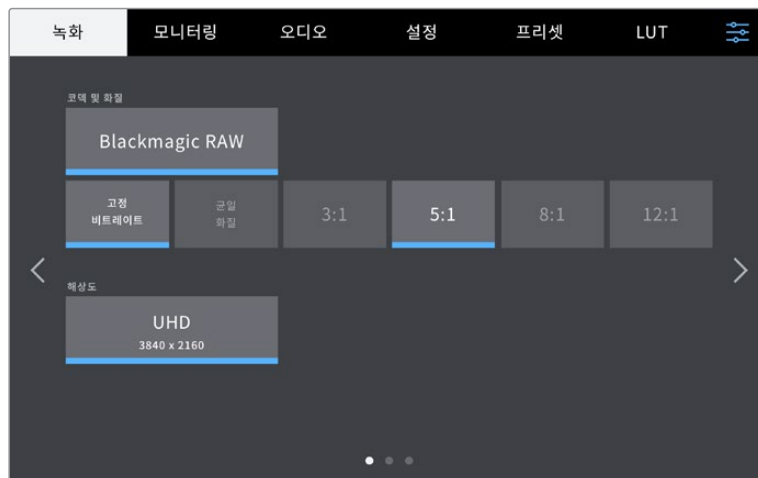 녹화 모니터링 오디오 설정 프리셋 LUT
코덱 및 화질
Blackmagic RAW
고정
비트레이트
균일
화질
3:1 5:1 8:1 12:1
해상도
UHD
3840 x 2160